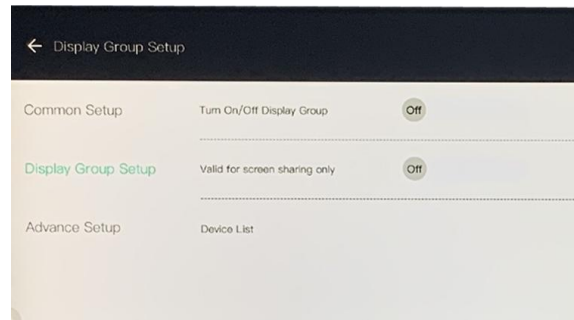 ← Display Group Setup
Common Setup
Turn On/Off Display Group
Off
Display Group Setup
Valid for screen sharing only
Off
Advance Setup
Device List